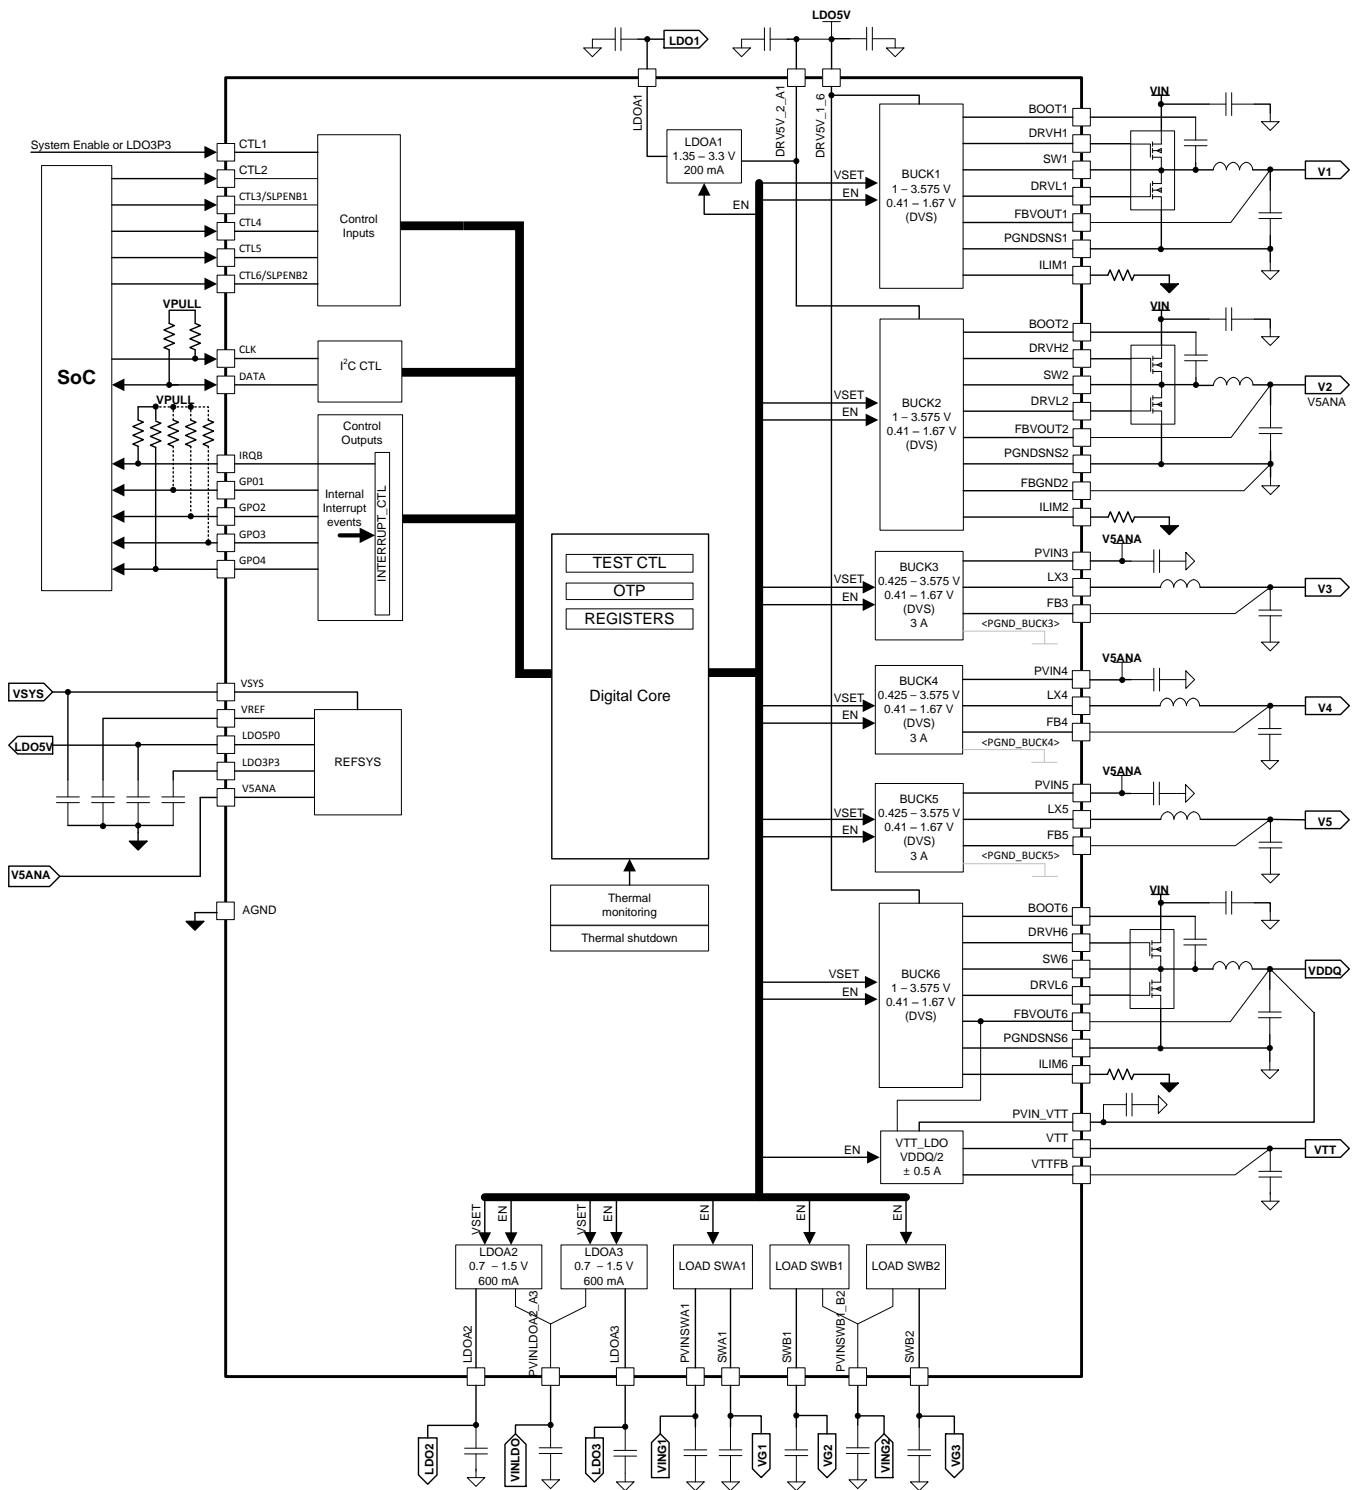 LDO5V
LDO1
LDOA1
DRV5V_2_A1
DRV5V_1_6
System Enable or LDO3P3
CTL1
CTL2
CTL3/SLPENB1
CTL4
CTL5
CTL6/SLPENB2
Control
Inputs
VPULL
SoC
CLK
DATA
I²C CTL
VPULL
Control
Outputs
IRQB
GPO1
GPO2
GPO3
GPO4
Internal
Interrupt
events
INTERRUPT_CTL
VSYS
VSYS
VREF
LDO5V
LDO5P0
LDO3P3
V5ANA
REFSYS
V5ANA
AGND
LDOA1
1.35 – 3.3 V
200 mA
EN
TEST CTL
OTP
REGISTERS
Digital Core
Thermal
monitoring
Thermal shutdown
VSET
EN
BUCK1
1 – 3.575 V
0.41 – 1.67 V
(DVS)
BOOT1
DRVH1
SW1
DRVL1
FBVOUT1
PGNDSNS1
ILIM1
VIN
V1
VSET
EN
BUCK2
1 – 3.575 V
0.41 – 1.67 V
(DVS)
BOOT2
DRVH2
SW2
DRVL2
FBVOUT2
PGNDSNS2
FBGND2
ILIM2
VIN
V2
V5ANA
VSET
EN
BUCK3
0.425 – 3.575 V
0.41 – 1.67 V
(DVS)
3 A
PVIN3
LX3
FB3
<PGND_BUCK3>
V5ANA
V3
VSET
EN
BUCK4
0.425 – 3.575 V
0.41 – 1.67 V
(DVS)
3 A
PVIN4
LX4
FB4
<PGND_BUCK4>
V5ANA
V4
VSET
EN
BUCK5
0.425 – 3.575 V
0.41 – 1.67 V
(DVS)
3 A
PVIN5
LX5
FB5
<PGND_BUCK5>
V5ANA
V5
VSET
EN
BUCK6
1 – 3.575 V
0.41 – 1.67 V
(DVS)
BOOT6
DRVH6
SW6
DRVL6
FBVOUT6
PGNDSNS6
ILIM6
VIN
VDDQ
EN
VTT_LDO
VDDQ/2
± 0.5 A
PVIN_VTT
VTT
VTTFB
VTT
VSET
EN
VSET
EN
EN
EN
EN
LDOA2
0.7 – 1.5 V
600 mA
LDOA3
0.7 – 1.5 V
600 mA
LOAD SWA1
LOAD SWB1
LOAD SWB2
LDOA2
PVINLDOA2_A3
LDOA3
PVINSWA1
SWA1
SWB1
PVINSWB1_B2
SWB2
LDO2
VINLDO
LDO3
VING1
VG1
VG2
VING2
VG3